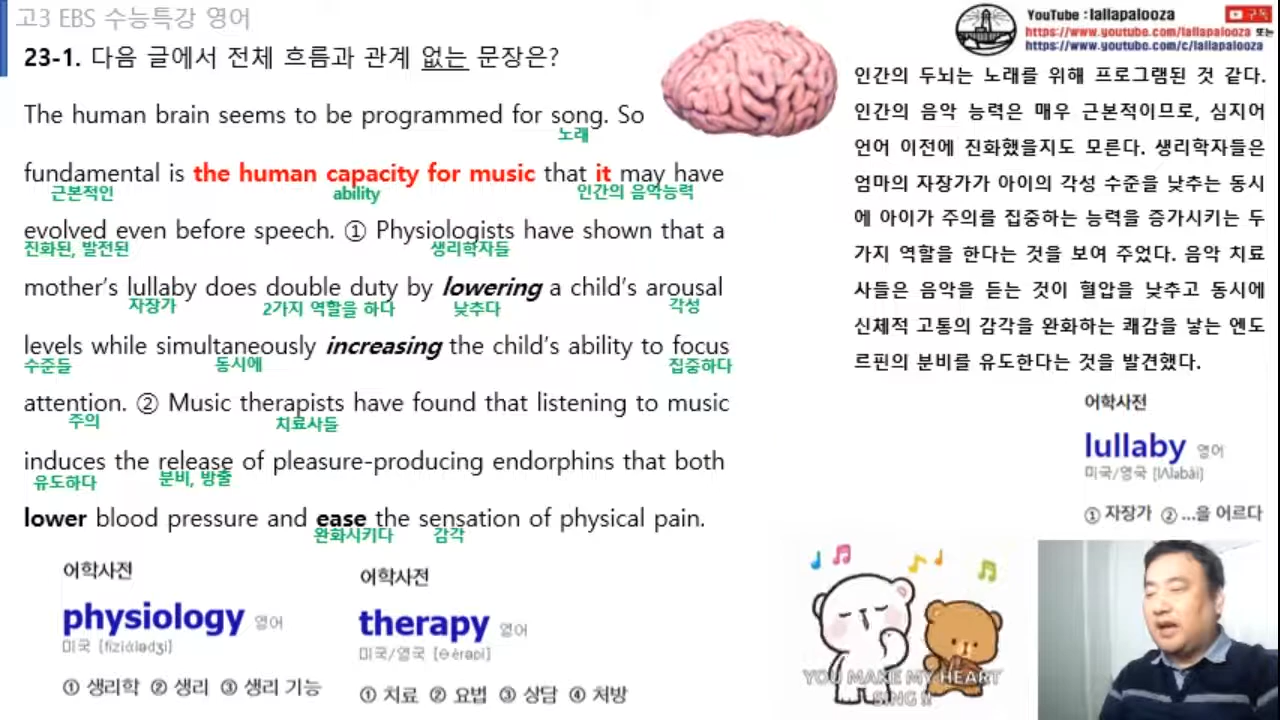 고3 EBS 수능특강 영어
23-1. 다음 글에서 전체 흐름과 관계 없는 문장은?
The human brain seems to be programmed for song. So
노래
fundamental is the human capacity for music that it may have
근본적인 ability 인간의 음악능력
evolved even before speech. ① Physiologists have shown that a
진화된, 발전된 생리학자들
mother's lullaby does double duty by lowering a child's arousal
자장가 2가지 역할을 하다 낮추다 각성
levels while simultaneously increasing the child's ability to focus
수준들 동시에 집중하다
attention. ② Music therapists have found that listening to music
주의 치료사들
induces the release of pleasure-producing endorphins that both
유도하다 분비, 방출
lower blood pressure and ease the sensation of physical pain.
완화시키다 감각
어학사전
physiology 영어
미국 [fìziάlədʒi]
① 생리학 ② 생리 ③ 생리 기능
어학사전
therapy 영어
미국/영국 [θérəpi]
① 치료 ② 요법 ③ 상담 ④ 처방
YouTube : lallapalooza
구독
https://www.youtube.com/lallapalooza 또는
https://www.youtube.com/c/lallapalooza
인간의 두뇌는 노래를 위해 프로그램된 것 같다.
인간의 음악 능력은 매우 근본적이므로, 심지어
언어 이전에 진화했을지도 모른다. 생리학자들은
엄마의 자장가가 아이의 각성 수준을 낮추는 동시
에 아이가 주의를 집중하는 능력을 증가시키는 두
가지 역할을 한다는 것을 보여 주었다. 음악 치료
사들은 음악을 듣는 것이 혈압을 낮추고 동시에
신체적 고통의 감각을 완화하는 쾌감을 낳는 엔도
르핀의 분비를 유도한다는 것을 발견했다.
어학사전
lullaby 영어
미국/영국 [lʌ́ləbài]
① 자장가 ② …을 어르다
YOU MAKE MY HEART
SING !!